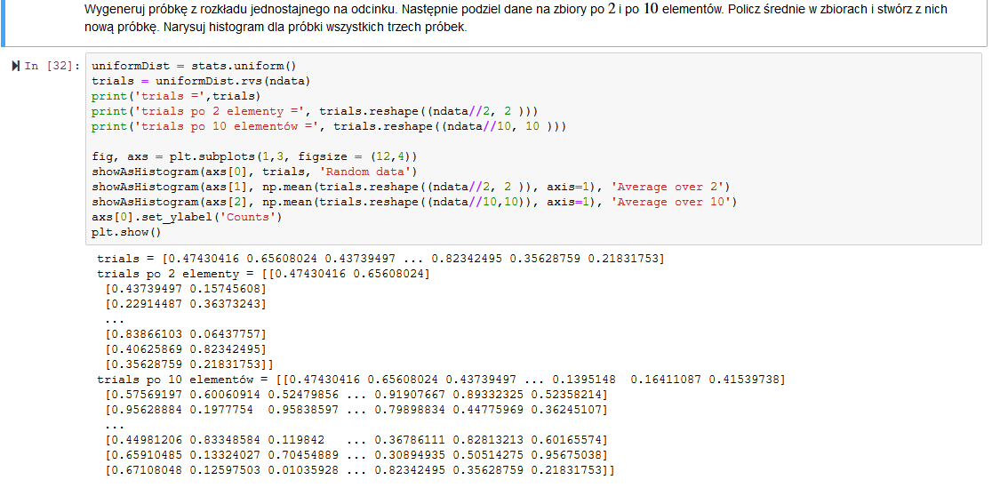 Wygeneruj próbkę z rozkładu jednostajnego na odcinku. Następnie podziel dane na zbiory po 2 i po 10 elementów. Policz średnie w zbiorach i stwórz z nich
nową próbkę. Narysuj histogram dla próbki wszystkich trzech próbek.
In [32]: uniformDist = stats.uniform()
trials = uniformDist.rvs(ndata)
print('trials =',trials)
print('trials po 2 elementy =', trials.reshape((ndata//2, 2 )))
print('trials po 10 elementów =', trials.reshape((ndata//10, 10 )))

fig, axs = plt.subplots(1,3, figsize = (12,4))
showAsHistogram(axs[0], trials, 'Random data')
showAsHistogram(axs[1], np.mean(trials.reshape((ndata//2, 2 )), axis=1), 'Average over 2')
showAsHistogram(axs[2], np.mean(trials.reshape((ndata//10,10)), axis=1), 'Average over 10')
axs[0].set_ylabel('Counts')
plt.show()
trials = [0.47430416 0.65608024 0.43739497 ... 0.82342495 0.35628759 0.21831753]
trials po 2 elementy = [[0.47430416 0.65608024]
[0.43739497 0.15745608]
[0.22914487 0.36373243]
...
[0.83866103 0.06437757]
[0.40625869 0.82342495]
[0.35628759 0.21831753]]
trials po 10 elementów = [[0.47430416 0.65608024 0.43739497 ... 0.1395148  0.16411087 0.41539738]
[0.57569197 0.60060914 0.52479856 ... 0.91907667 0.89332325 0.52358214]
[0.95628884 0.1977754  0.95838597 ... 0.79898834 0.44775969 0.36245107]
...
[0.44981206 0.83348584 0.119842   ... 0.36786111 0.82813213 0.60165574]
[0.65910485 0.13324027 0.70454889 ... 0.30894935 0.50514275 0.95675038]
[0.67108048 0.12597503 0.01035928 ... 0.82342495 0.35628759 0.21831753]]